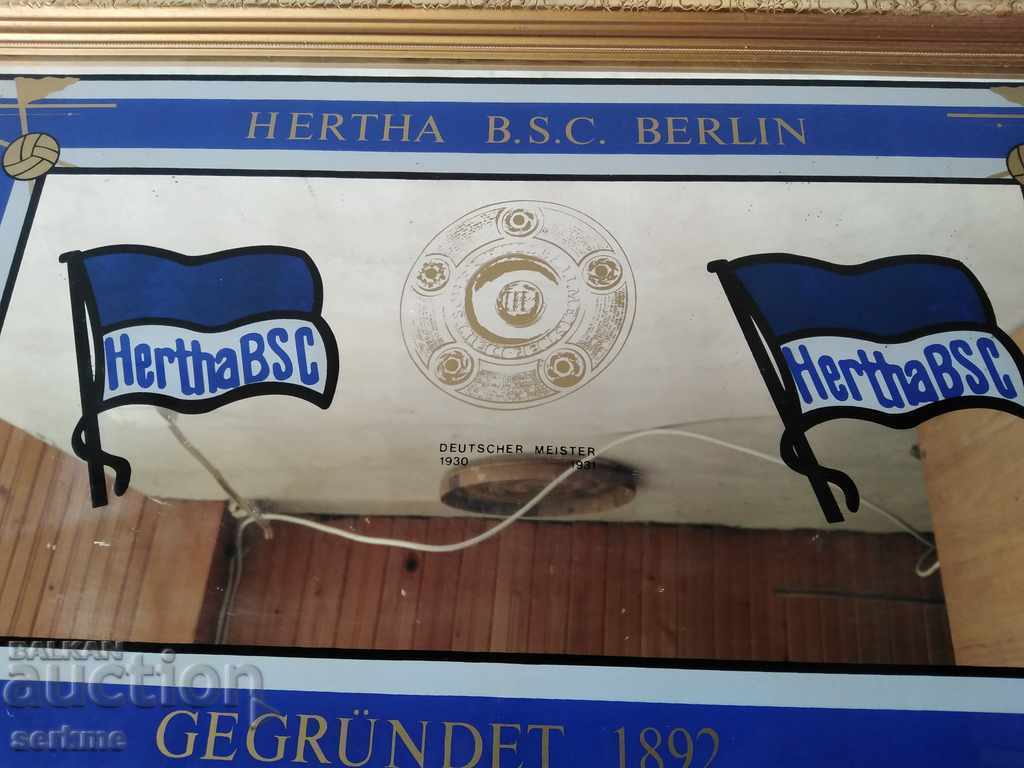 HERTHA B.S.C. BERLIN
HerthaBSC
HerthaBSC
DEUTSCHER MEISTER
1930 1931
GEGRÜNDET 1892
BALKAN
auction
serkme